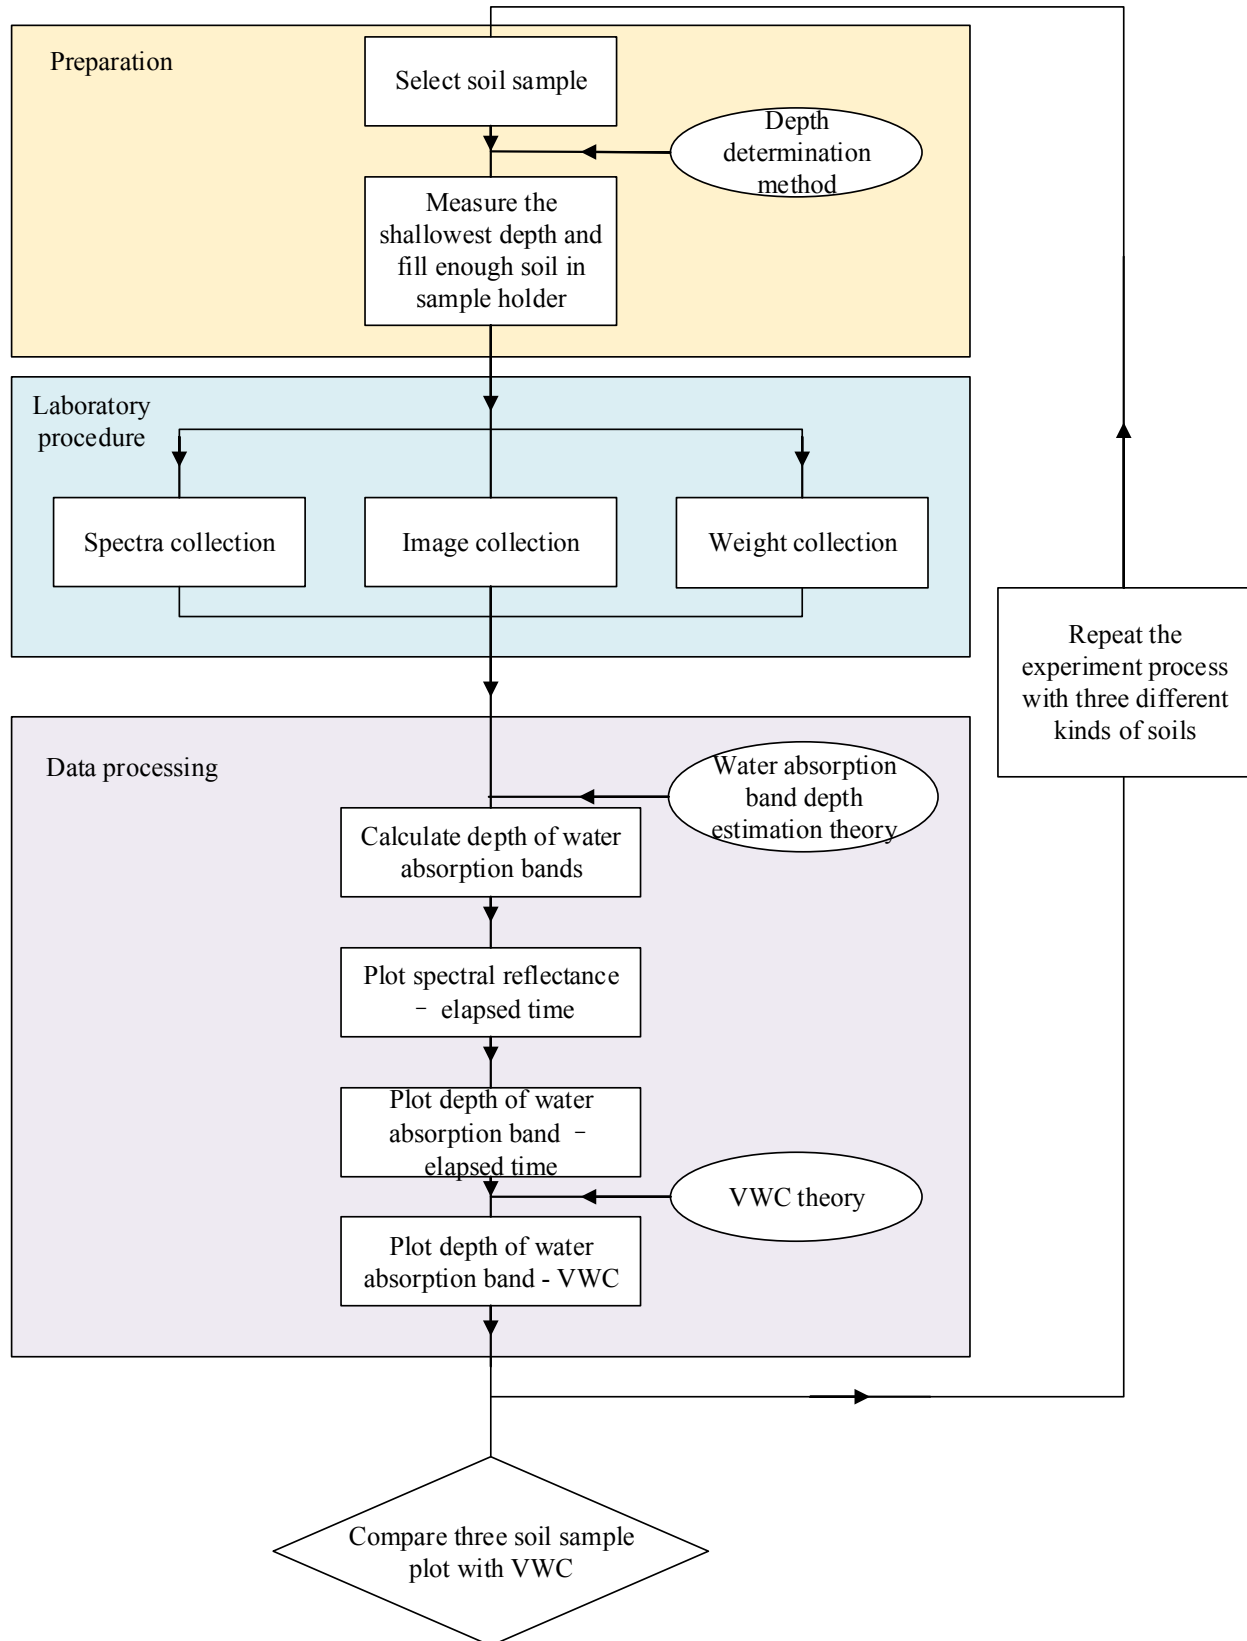 Preparation
Select soil sample
Depth
determination
method
Measure the
shallowest depth and
fill enough soil in
sample holder
Laboratory
procedure
Spectra collection
Image collection
Weight collection
Repeat the
experiment process
with three different
kinds of soils
Data processing
Water absorption
band depth
estimation theory
Calculate depth of water
absorption bands
Plot spectral reflectance
– elapsed time
Plot depth of water
absorption band –
elapsed time
VWC theory
Plot depth of water
absorption band - VWC
Compare three soil sample
plot with VWC